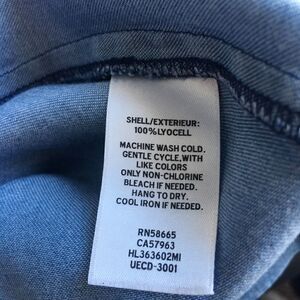 SHELL/EXTERIEUR:
100%LYOCELL
MACHINE WASH COLD.
GENTLE CYCLE,WITH
LIKE COLORS
ONLY NON-CHLORINE
BLEACH IF NEEDED.
HANG TO DRY.
COOL IRON IF NEEDED.
RN58665
CA57963
HL363602MI
UECD-3001